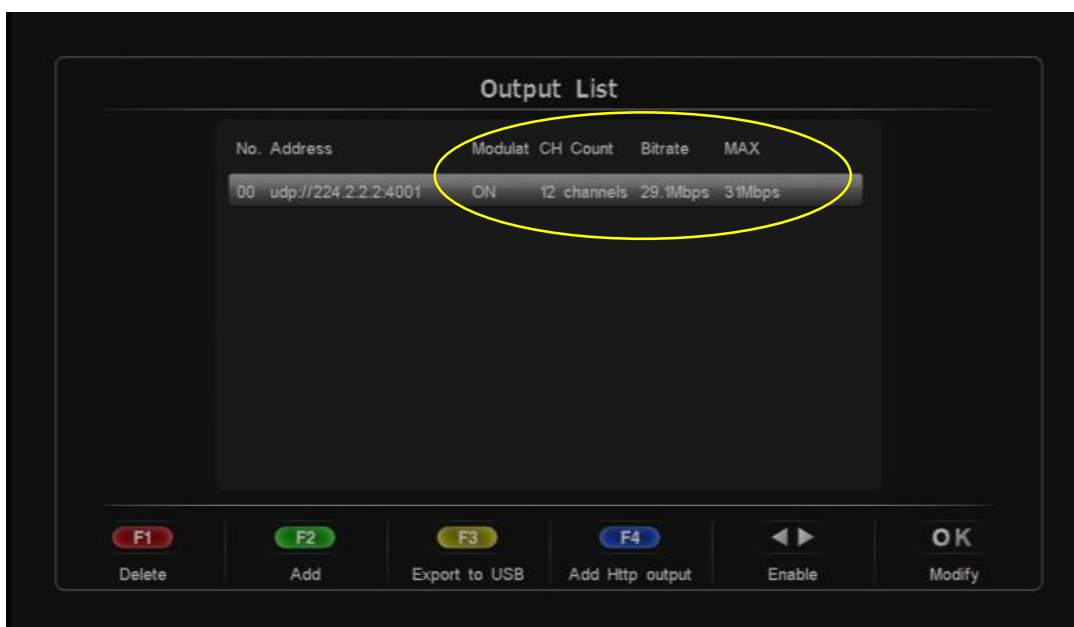 Output List
No. Address Modulat CH Count Bitrate MAX
00 udp://224.2.2.2:4001 ON 12 channels 29.1Mbps 31Mbps
F1 F2 F3 F4 ◀ ▶ OK
Delete Add Export to USB Add Http output Enable Modify